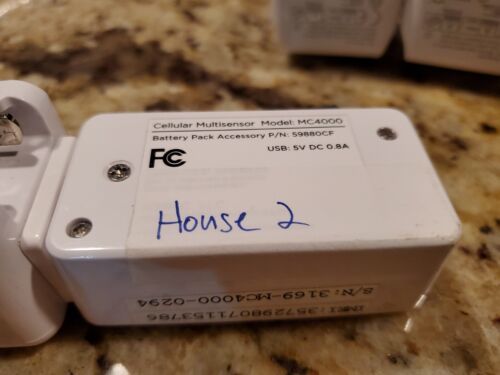 Cellular Multisensor Model: MC4000
Battery Pack Accessory P/N: 59880CF
USB: 5V DC 0.8A
FC
House 2
S/N: 3169-MC4000-0294
IMEI: 357298071153786